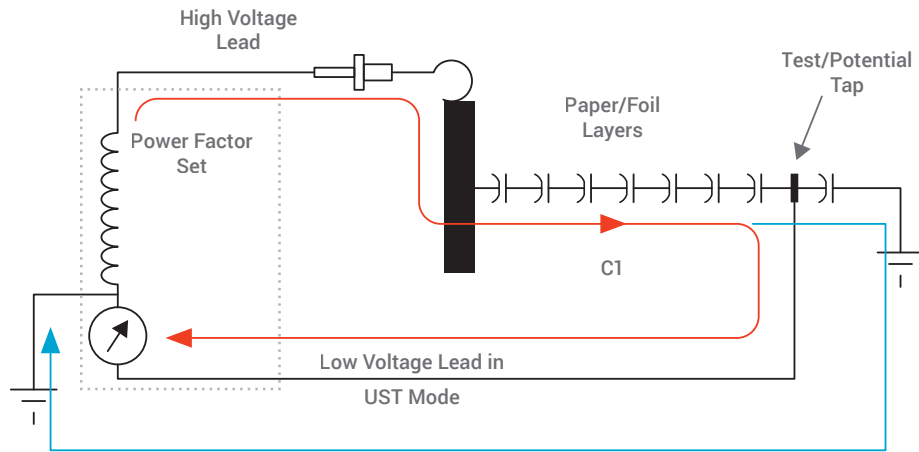 High Voltage
Lead
Test/Potential
Tap
Paper/Foil
Layers
Power Factor
Set
C1
Low Voltage Lead in
UST Mode